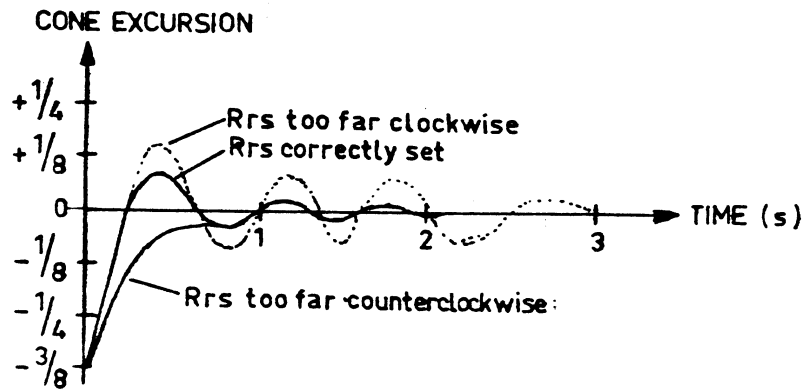 CONE EXCURSION
+1/4
Rrs too far clockwise
+1/8
Rrs correctly set
0
1
2
3
TIME (s)
-1/8
Rrs too far counterclockwise:
-1/4
-3/8